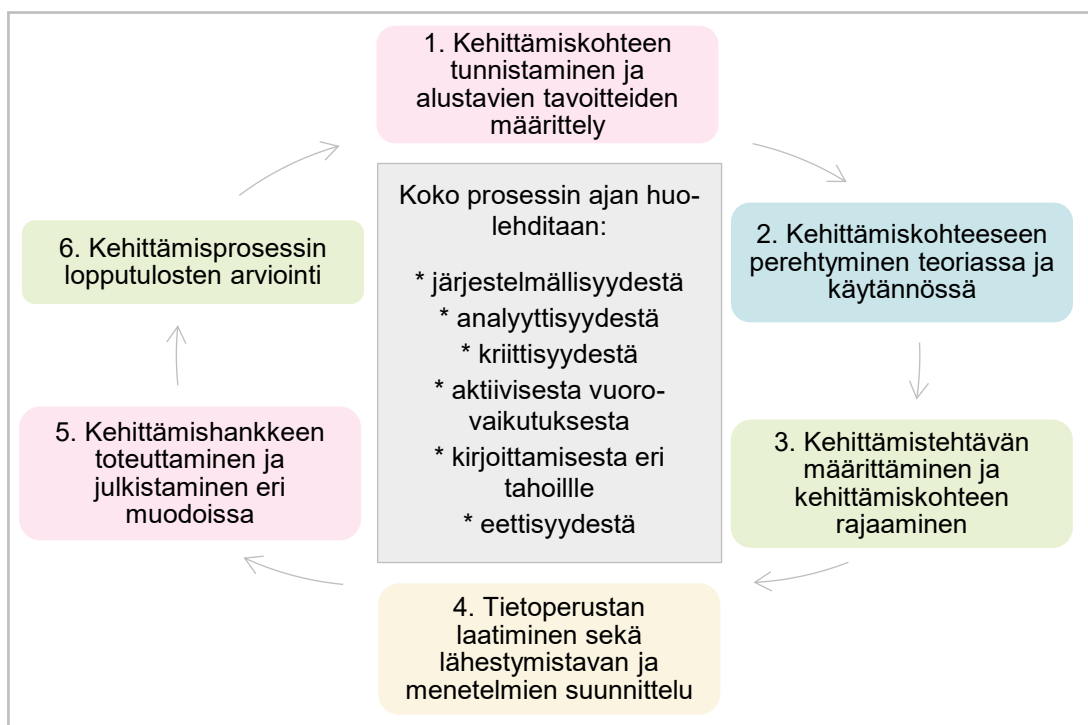 1. Kehittämiskohteen
tunnistaminen ja
alustavien tavoitteiden
määrittely
2. Kehittämiskohteeseen
perehtyminen teoriassa ja
käytännössä
3. Kehittämistehtävän
määrittäminen ja
kehittämiskohteen
rajaaminen
4. Tietoperustan
laatiminen sekä
lähestymistavan ja
menetelmien suunnittelu
5. Kehittämishankkeen
toteuttaminen ja
julkistaminen eri
muodoissa
6. Kehittämisprosessin
lopputulosten arviointi
Koko prosessin ajan huo-
lehditaan:
* järjestelmällisyydestä
* analyyttisyydestä
* kriittisyydestä
* aktiivisesta vuoro-
vaikutuksesta
* kirjoittamisesta eri
tahoillle
* eettisyydestä